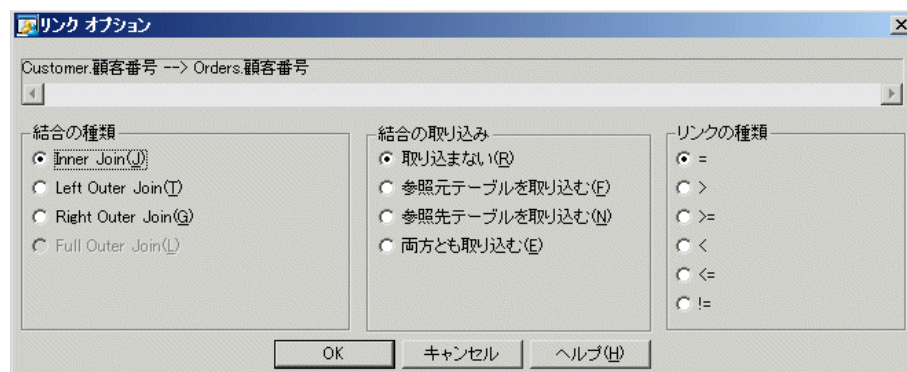 リンク オプション
Customer.顧客番号 --> Orders.顧客番号
結合の種類
Inner Join(J)
Left Outer Join(T)
Right Outer Join(G)
Full Outer Join(L)
結合の取り込み
取り込まない(R)
参照元テーブルを取り込む(F)
参照先テーブルを取り込む(N)
両方とも取り込む(E)
リンクの種類
=
>
>=
<
<=
!=
OK
キャンセル
ヘルプ(H)